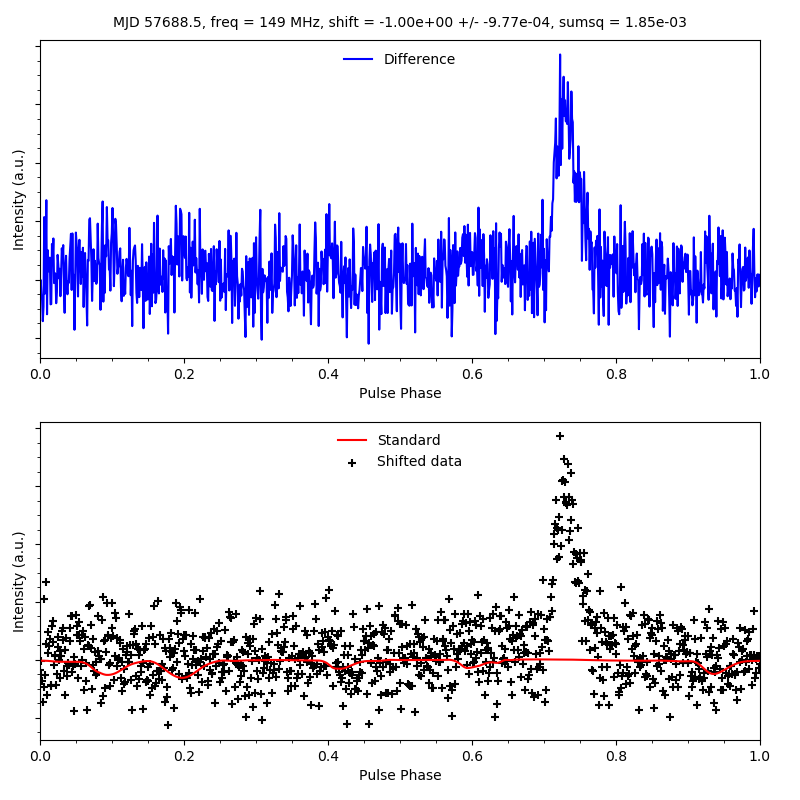 MJD 57688.5, freq = 149 MHz, shift = -1.00e+00 +/- -9.77e-04, sumsq = 1.85e-03
Difference
Intensity (a.u.)
0.0 0.2 0.4 0.6 0.8 1.0
Pulse Phase
Standard
Shifted data
Intensity (a.u.)
0.0 0.2 0.4 0.6 0.8 1.0
Pulse Phase